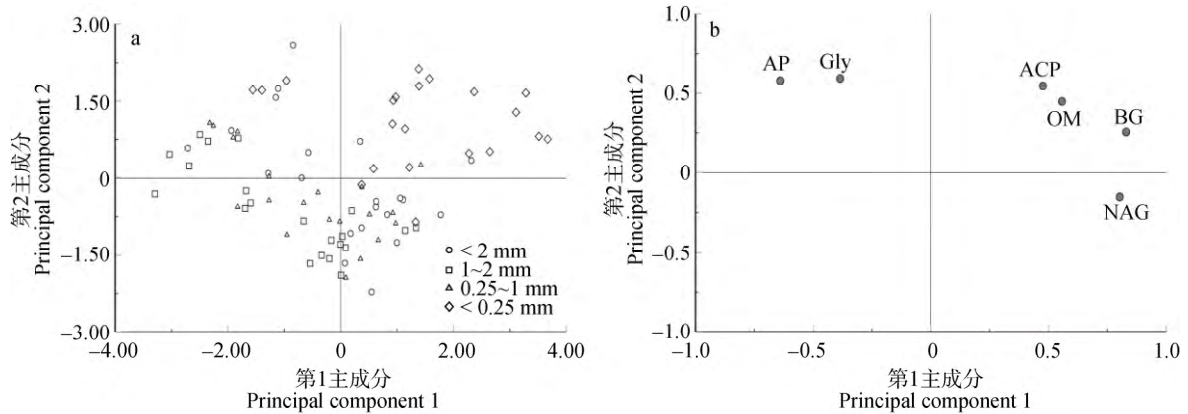 a
3.00
1.50
0
−1.50
−3.00
第2主成分
Principal component 2
○ < 2 mm
□ 1~2 mm
△ 0.25~1 mm
◇ < 0.25 mm
−4.00
−2.00
0
2.00
4.00
第1主成分
Principal component 1
b
1.0
0.5
0
−0.5
−1.0
第2主成分
Principal component 2
AP
Gly
ACP
OM
BG
NAG
−1.0
−0.5
0
0.5
1.0
第1主成分
Principal component 1